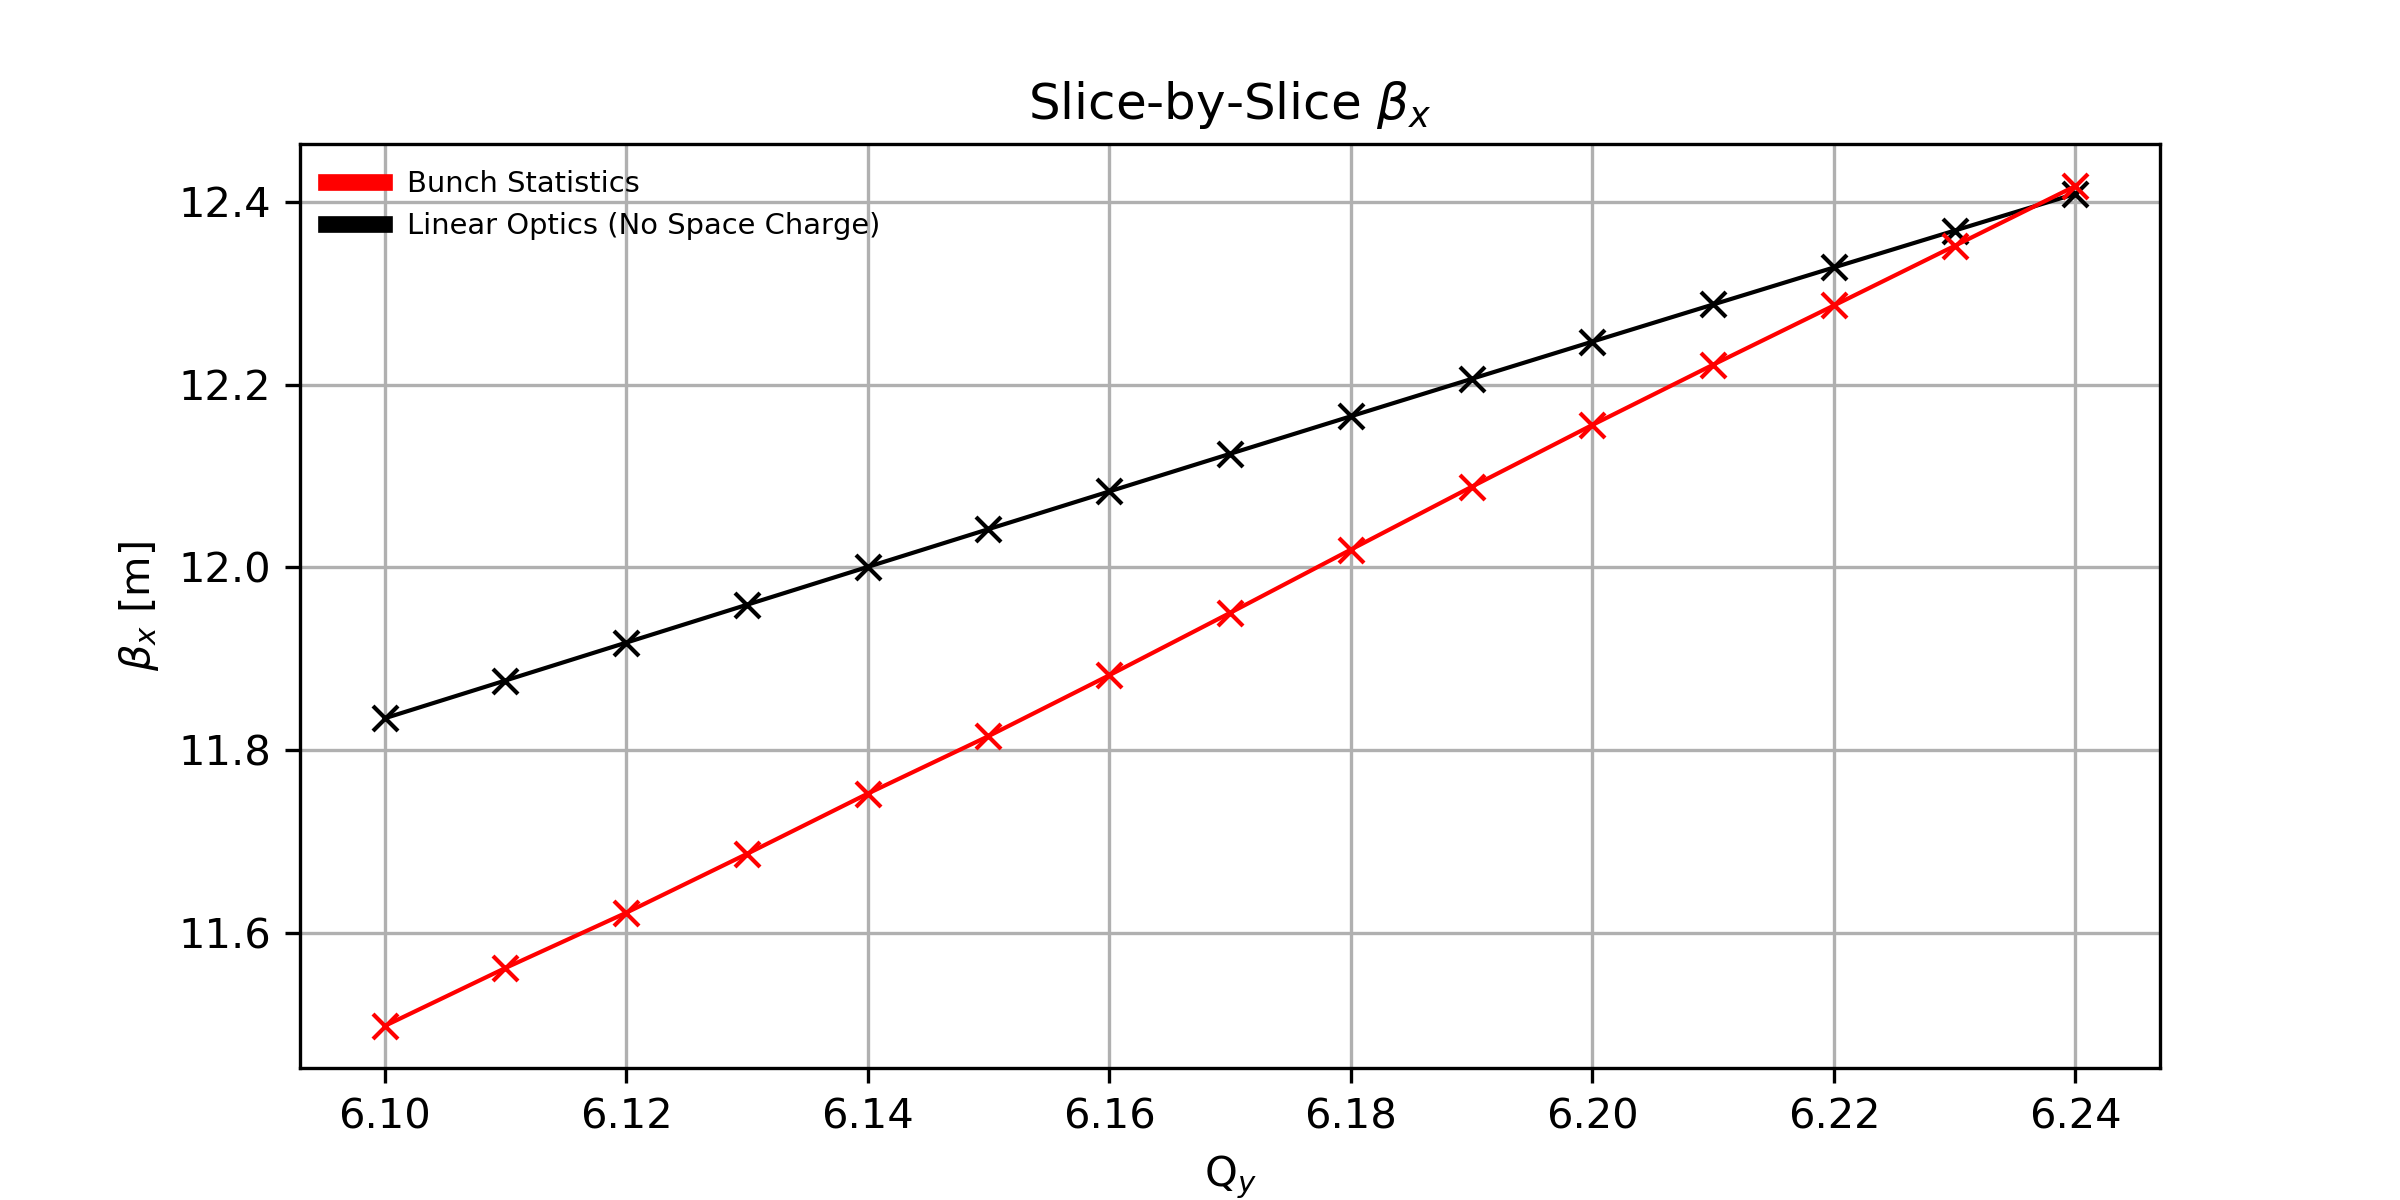 Slice-by-Slice βx
Bunch Statistics
Linear Optics (No Space Charge)
12.4
12.2
12.0
11.8
11.6
βx [m]
6.10 6.12 6.14 6.16 6.18 6.20 6.22 6.24
Qy